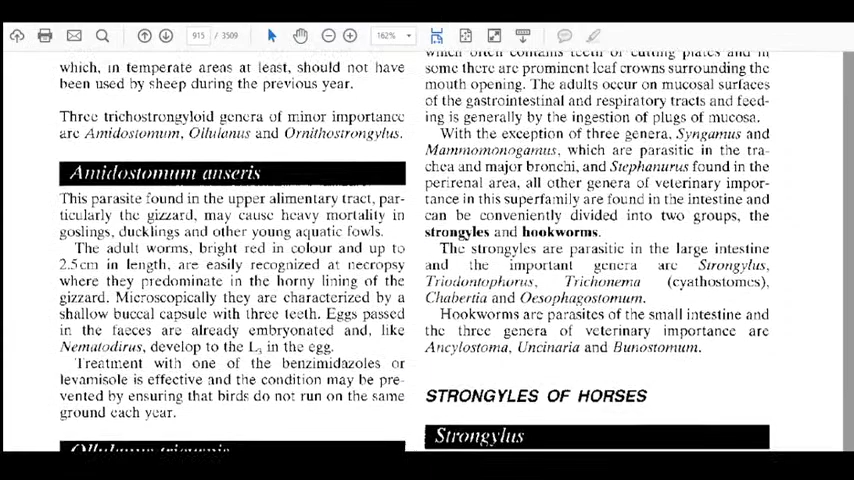 915 / 3509
162%
which, in temperate areas at least, should not have
been used by sheep during the previous year.
Three trichostrongyloid genera of minor importance
are Amidostomum, Ollulanus and Ornithostrongylus.
Amidostomum anseris
This parasite found in the upper alimentary tract, par-
ticularly the gizzard, may cause heavy mortality in
goslings, ducklings and other young aquatic fowls.
The adult worms, bright red in colour and up to
2.5cm in length, are easily recognized at necropsy
where they predominate in the horny lining of the
gizzard. Microscopically they are characterized by a
shallow buccal capsule with three teeth. Eggs passed
in the faeces are already embryonated and, like
Nematodirus, develop to the L3 in the egg.
Treatment with one of the benzimidazoles or
levamisole is effective and the condition may be pre-
vented by ensuring that birds do not run on the same
ground each year.
Ollulanus tricuspis
which often contains teeth or cutting plates and in
some there are prominent leaf crowns surrounding the
mouth opening. The adults occur on mucosal surfaces
of the gastrointestinal and respiratory tracts and feed-
ing is generally by the ingestion of plugs of mucosa.
With the exception of three genera, Syngamus and
Mammomonogamus, which are parasitic in the tra-
chea and major bronchi, and Stephanurus found in the
perirenal area, all other genera of veterinary impor-
tance in this superfamily are found in the intestine and
can be conveniently divided into two groups, the
strongyles and hookworms.
The strongyles are parasitic in the large intestine
and the important genera are Strongylus,
Triodontophorus, Trichonema (cyathostomes),
Chabertia and Oesophagostomum.
Hookworms are parasites of the small intestine and
the three genera of veterinary importance are
Ancylostoma, Uncinaria and Bunostomum.
STRONGYLES OF HORSES
Strongylus